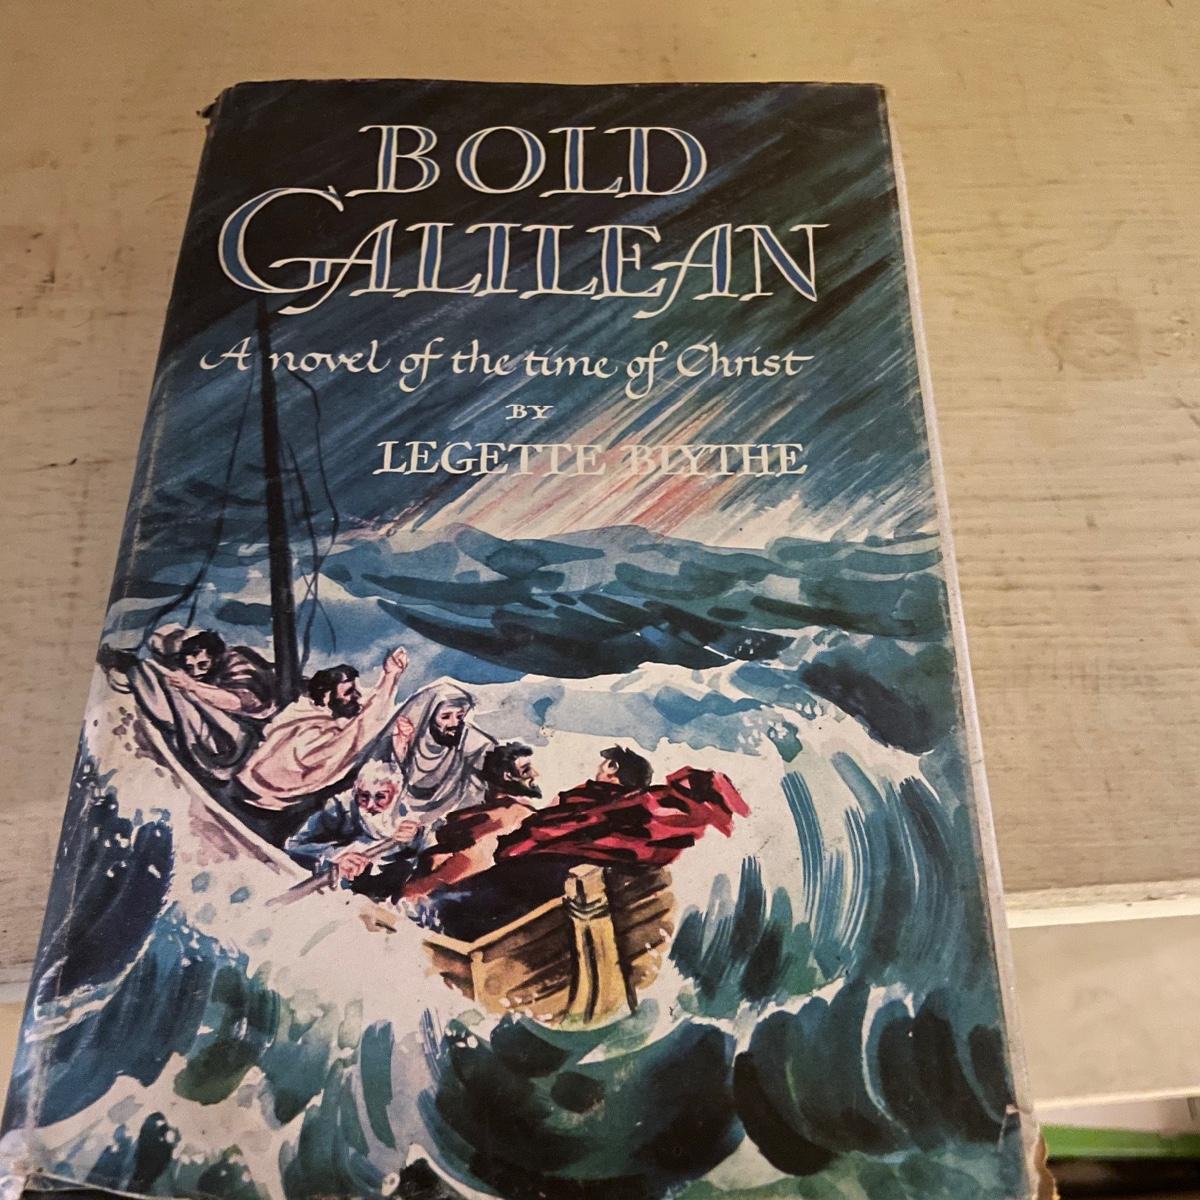 BOLD
GALILEAN
A novel of the time of Christ
BY
LEGETTE BLYTHE